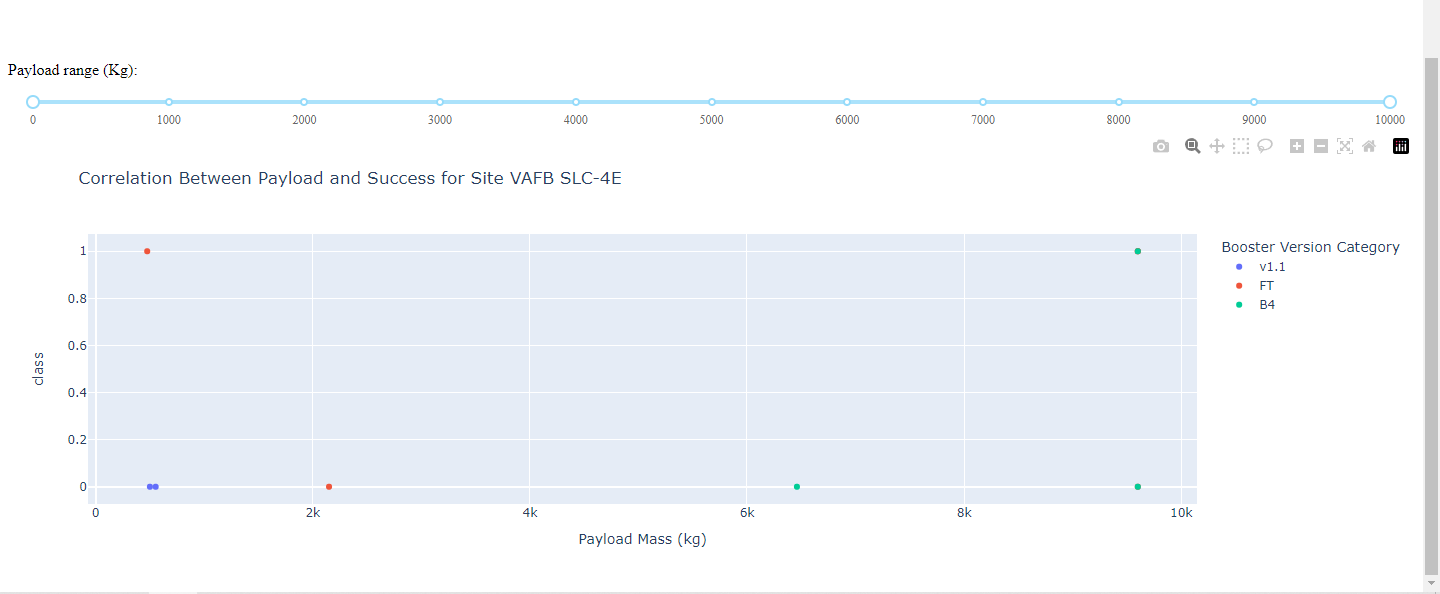 Payload range (Kg):
0 1000 2000 3000 4000 5000 6000 7000 8000 9000 10000
Correlation Between Payload and Success for Site VAFB SLC-4E
1
0.8
0.6
0.4
0.2
0
class
0 2k 4k 6k 8k 10k
Payload Mass (kg)
Booster Version Category
v1.1
FT
B4